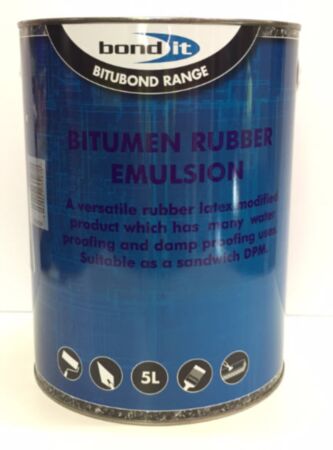 bond it
BITUBOND RANGE
BITUMEN RUBBER
EMULSION
A versatile rubber latex modified
product which has many water
proofing and damp proofing uses.
Suitable as a sandwich DPM.
5L